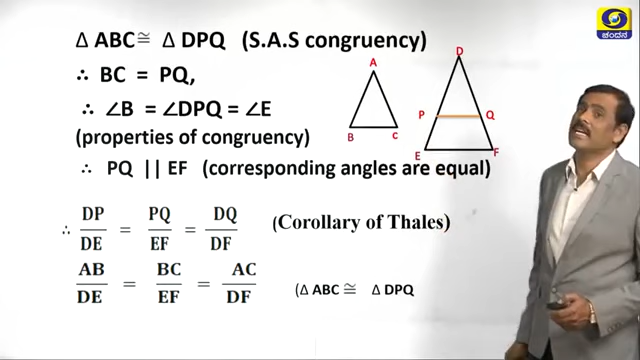 Δ ABC ≅ Δ DPQ (S.A.S congruency)
∴ BC = PQ,
∴ ∠B = ∠DPQ = ∠E
(properties of congruency)
∴ PQ || EF (corresponding angles are equal)
∴ DP/DE = PQ/EF = DQ/DF (Corollary of Thales)
AB/DE = BC/EF = AC/DF (Δ ABC ≅ Δ DPQ
A
B
C
D
P
Q
E
F
ಚಂದನ